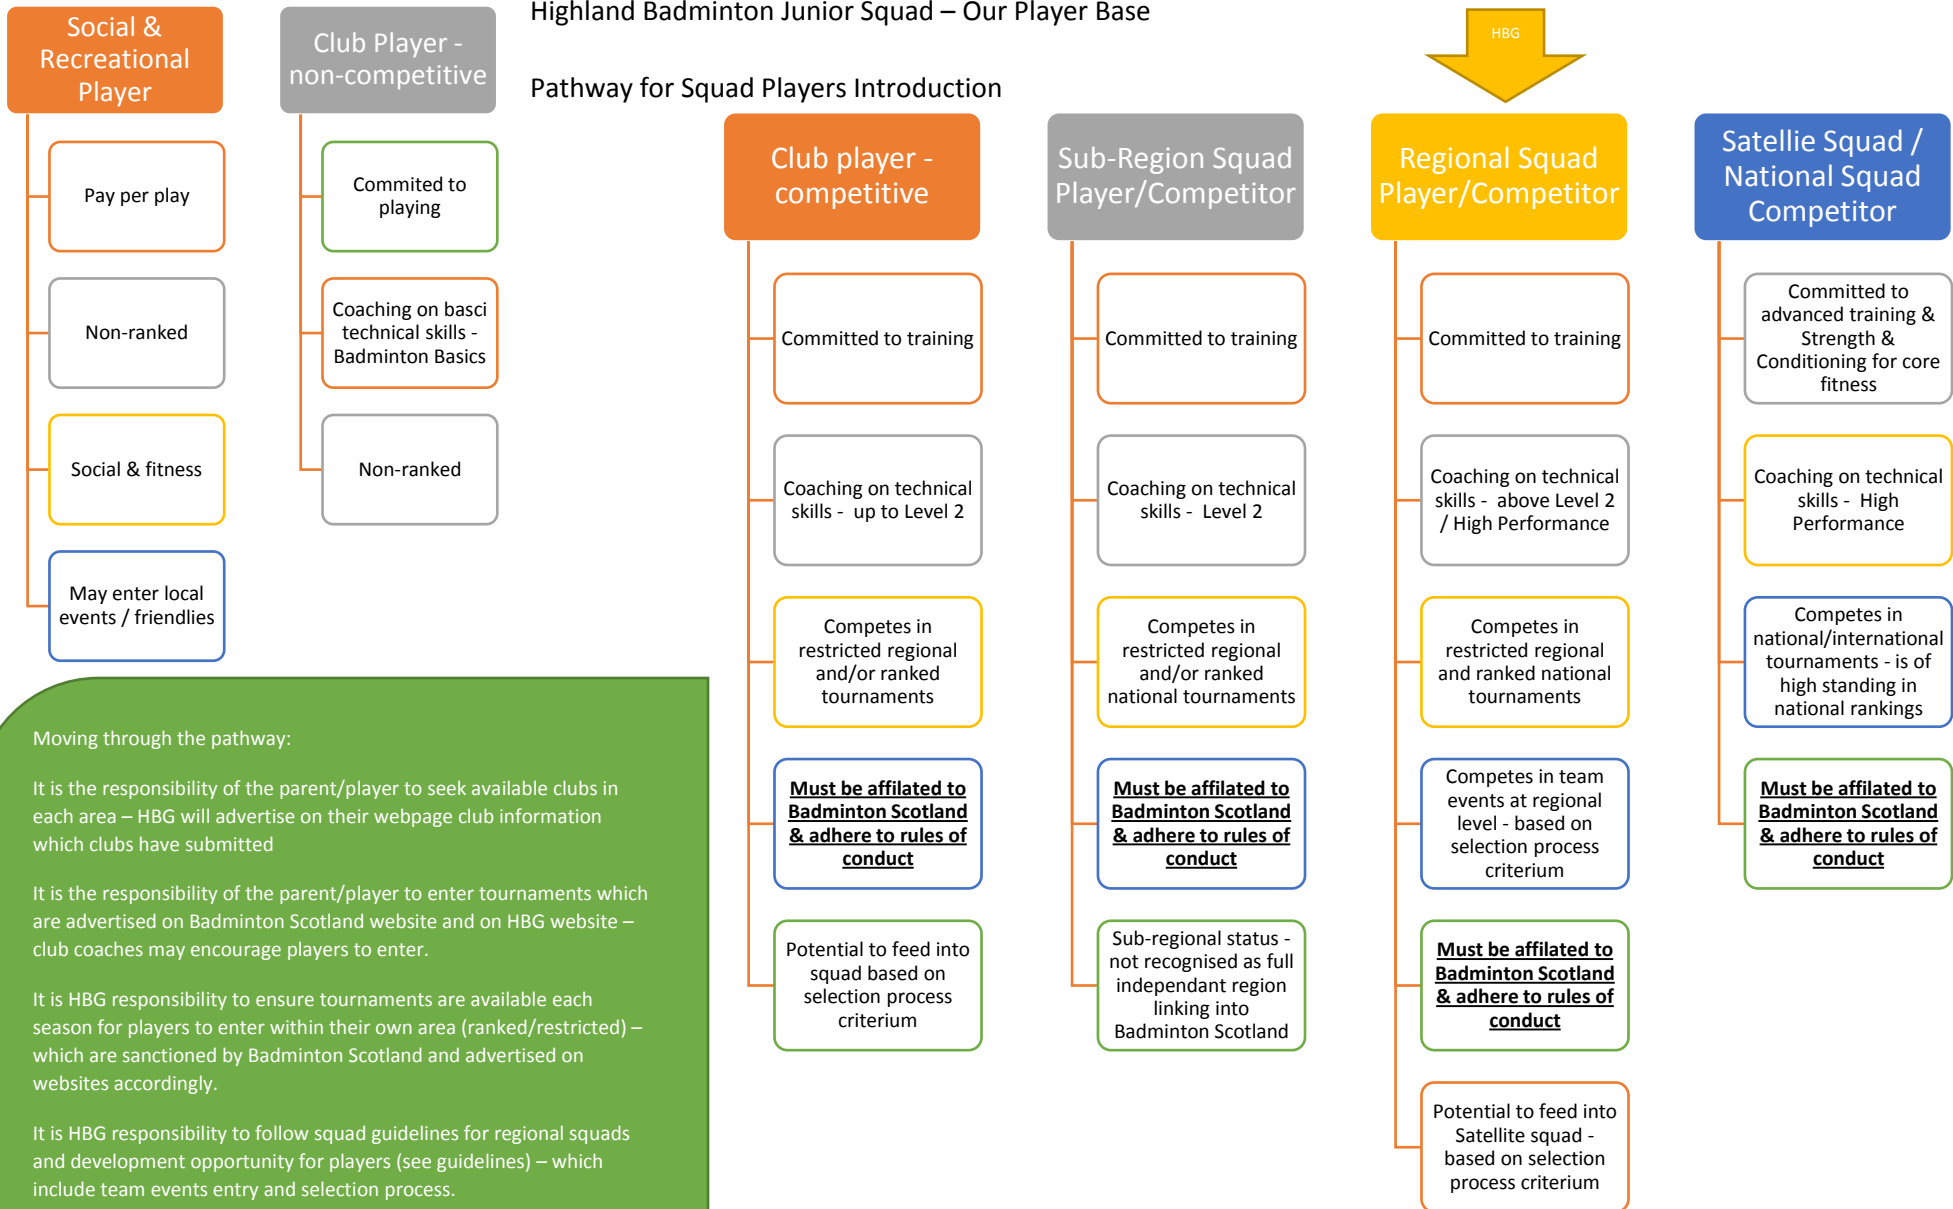 Highland Badminton Junior Squad – Our Player Base
Pathway for Squad Players Introduction
HBG
Social &
Recreational
Player
Pay per play
Non-ranked
Social & fitness
May enter local
events / friendlies
Club Player -
non-competitive
Commited to
playing
Coaching on basci
technical skills -
Badminton Basics
Non-ranked
Club player -
competitive
Committed to training
Coaching on technical
skills - up to Level 2
Competes in
restricted regional
and/or ranked
tournaments
Must be affilated to
Badminton Scotland
& adhere to rules of
conduct
Potential to feed into
squad based on
selection process
criterium
Sub-Region Squad
Player/Competitor
Committed to training
Coaching on technical
skills - Level 2
Competes in
restricted regional
and/or ranked
national tournaments
Must be affilated to
Badminton Scotland
& adhere to rules of
conduct
Sub-regional status -
not recognised as full
independant region
linking into
Badminton Scotland
Regional Squad
Player/Competitor
Committed to training
Coaching on technical
skills - above Level 2
/ High Performance
Competes in
restricted regional
and ranked national
tournaments
Competes in team
events at regional
level - based on
selection process
criterium
Must be affilated to
Badminton Scotland
& adhere to rules of
conduct
Potential to feed into
Satellite squad -
based on selection
process criterium
Satellie Squad /
National Squad
Competitor
Committed to
advanced training &
Strength &
Conditioning for core
fitness
Coaching on technical
skills - High
Performance
Competes in
national/international
tournaments - is of
high standing in
national rankings
Must be affilated to
Badminton Scotland
& adhere to rules of
conduct
Moving through the pathway:
It is the responsibility of the parent/player to seek available clubs in
each area – HBG will advertise on their webpage club information
which clubs have submitted
It is the responsibility of the parent/player to enter tournaments which
are advertised on Badminton Scotland website and on HBG website –
club coaches may encourage players to enter.
It is HBG responsibility to ensure tournaments are available each
season for players to enter within their own area (ranked/restricted) –
which are sanctioned by Badminton Scotland and advertised on
websites accordingly.
It is HBG responsibility to follow squad guidelines for regional squads
and development opportunity for players (see guidelines) – which
include team events entry and selection process.